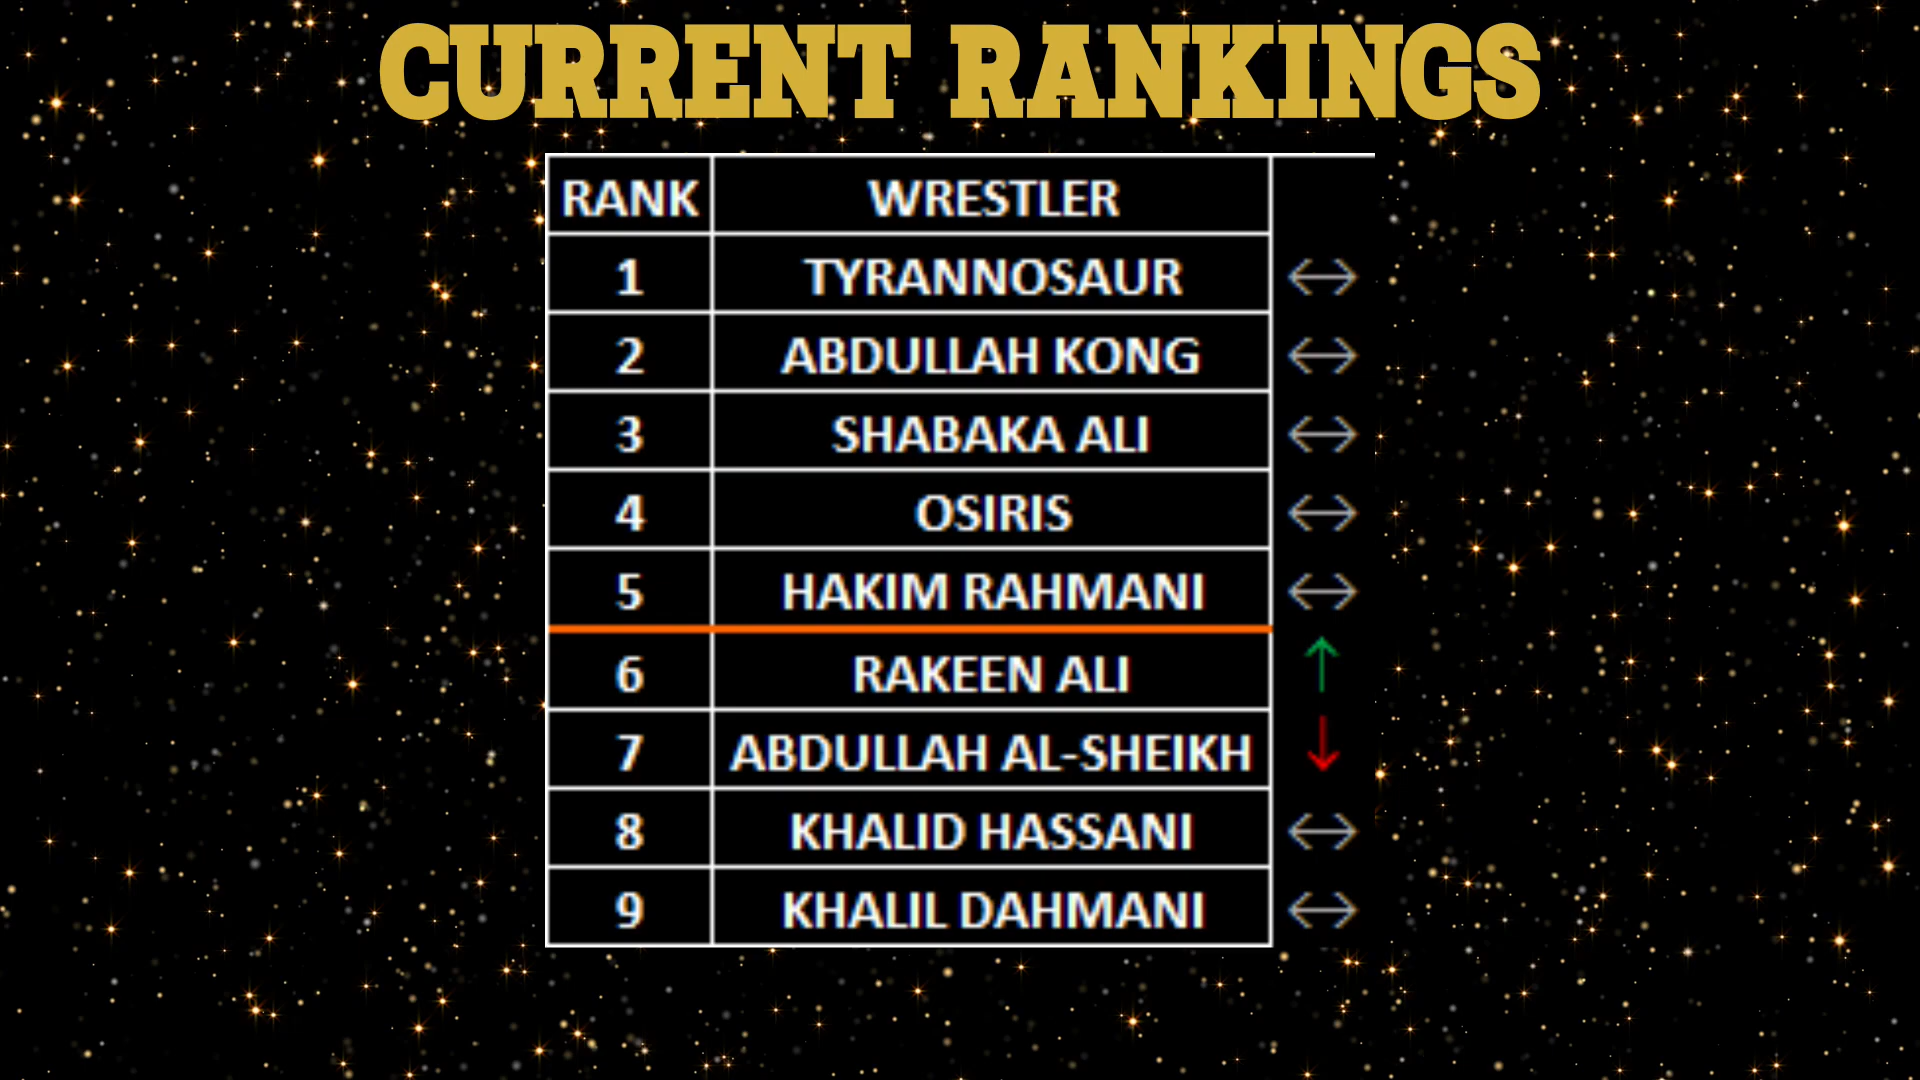 CURRENT RANKINGS
RANK WRESTLER
1 TYRANNOSAUR ↔
2 ABDULLAH KONG ↔
3 SHABAKA ALI ↔
4 OSIRIS ↔
5 HAKIM RAHMANI ↔
6 RAKEEN ALI ↑
7 ABDULLAH AL-SHEIKH ↓
8 KHALID HASSANI ↔
9 KHALIL DAHMANI ↔